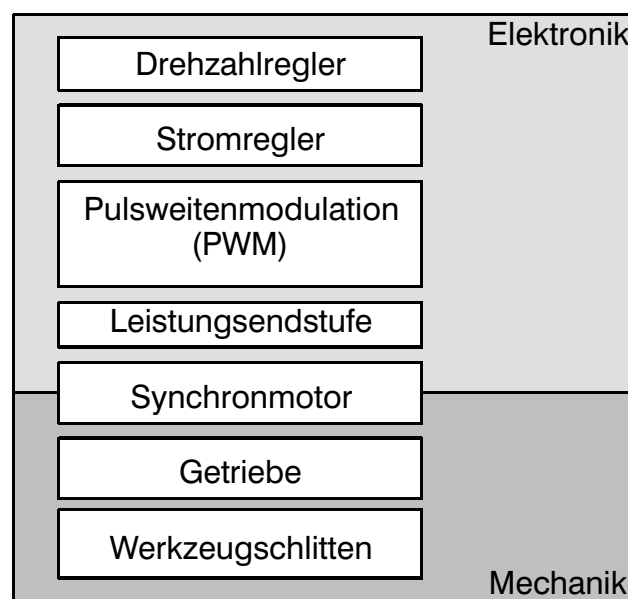 Elektronik
Drehzahlregler
Stromregler
Pulsweitenmodulation
(PWM)
Leistungsendstufe
Synchronmotor
Getriebe
Werkzeugschlitten
Mechanik